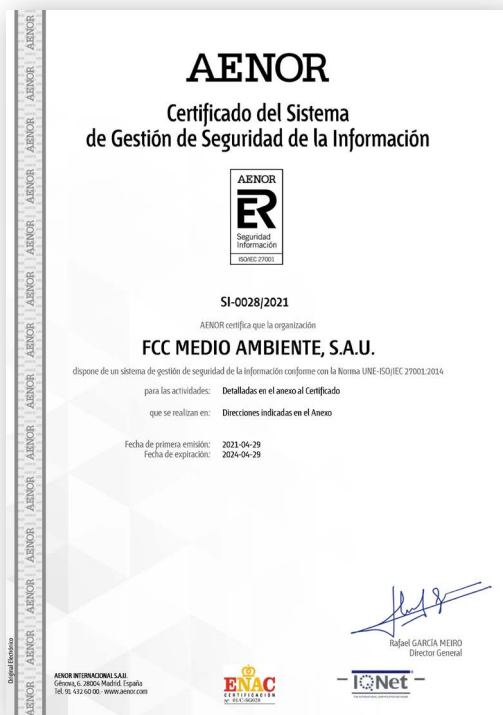 AENOR
Certificado del Sistema
de Gestión de Seguridad de la Información
AENOR
ER
Seguridad
Información
ISO/IEC 27001
SI-0028/2021
AENOR certifica que la organización
FCC MEDIO AMBIENTE, S.A.U.
dispone de un sistema de gestión de seguridad de la información conforme con la Norma UNE-ISO/IEC 27001:2014
para las actividades: Detalladas en el anexo al Certificado
que se realizan en: Direcciones indicadas en el Anexo
Fecha de primera emisión: 2021-04-29
Fecha de expiración: 2024-04-29
Rafael GARCÍA MEIRO
Director General
Original Electrónico
AENOR AENOR AENOR AENOR AENOR AENOR AENOR AENOR AENOR AENOR AENOR AENOR AENOR AENOR
AENOR INTERNACIONAL S.A.U.
Génova, 6. 28004 Madrid. España
Tel. 91 432 60 00.- www.aenor.com
ENAC
CERTIFICACIÓN
IQNet
THE INTERNATIONAL CERTIFICATION NETWORK